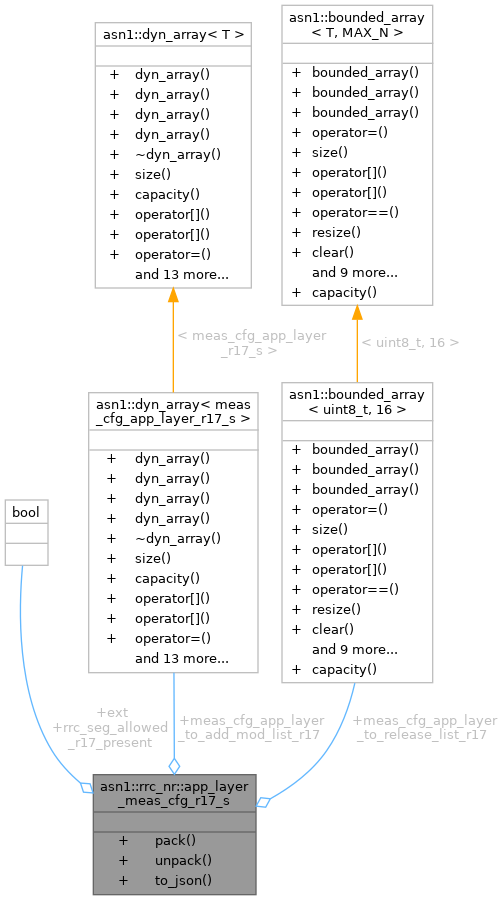 asn1::dyn_array< T >
+ dyn_array()
+ dyn_array()
+ dyn_array()
+ dyn_array()
+ ~dyn_array()
+ size()
+ capacity()
+ operator[]()
+ operator[]()
+ operator=()
and 13 more...
asn1::bounded_array
< T, MAX_N >
+ bounded_array()
+ bounded_array()
+ bounded_array()
+ operator=()
+ size()
+ operator[]()
+ operator[]()
+ operator==()
+ resize()
+ clear()
and 9 more...
+ capacity()
< meas_cfg_app_layer
_r17_s >
< uint8_t, 16 >
asn1::dyn_array< meas
_cfg_app_layer_r17_s >
+ dyn_array()
+ dyn_array()
+ dyn_array()
+ dyn_array()
+ ~dyn_array()
+ size()
+ capacity()
+ operator[]()
+ operator[]()
+ operator=()
and 13 more...
asn1::bounded_array
< uint8_t, 16 >
+ bounded_array()
+ bounded_array()
+ bounded_array()
+ operator=()
+ size()
+ operator[]()
+ operator[]()
+ operator==()
+ resize()
+ clear()
and 9 more...
+ capacity()
bool
+ext
+rrc_seg_allowed
_r17_present
+meas_cfg_app_layer
_to_add_mod_list_r17
+meas_cfg_app_layer
_to_release_list_r17
asn1::rrc_nr::app_layer
_meas_cfg_r17_s
+ pack()
+ unpack()
+ to_json()